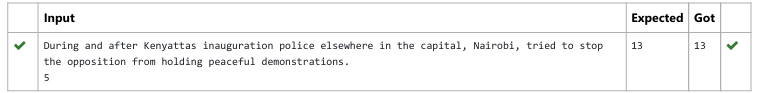 Input Expected Got
During and after Kenyattas inauguration police elsewhere in the capital, Nairobi, tried to stop 13 13
the opposition from holding peaceful demonstrations.
5